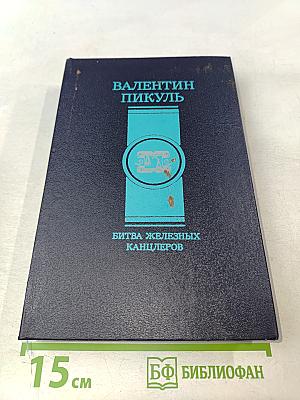 ВАЛЕНТИН
ПИКУЛЬ
БИТВА ЖЕЛЕЗНЫХ
КАНЦЛЕРОВ
15 см
БФ БИБЛИОФАН